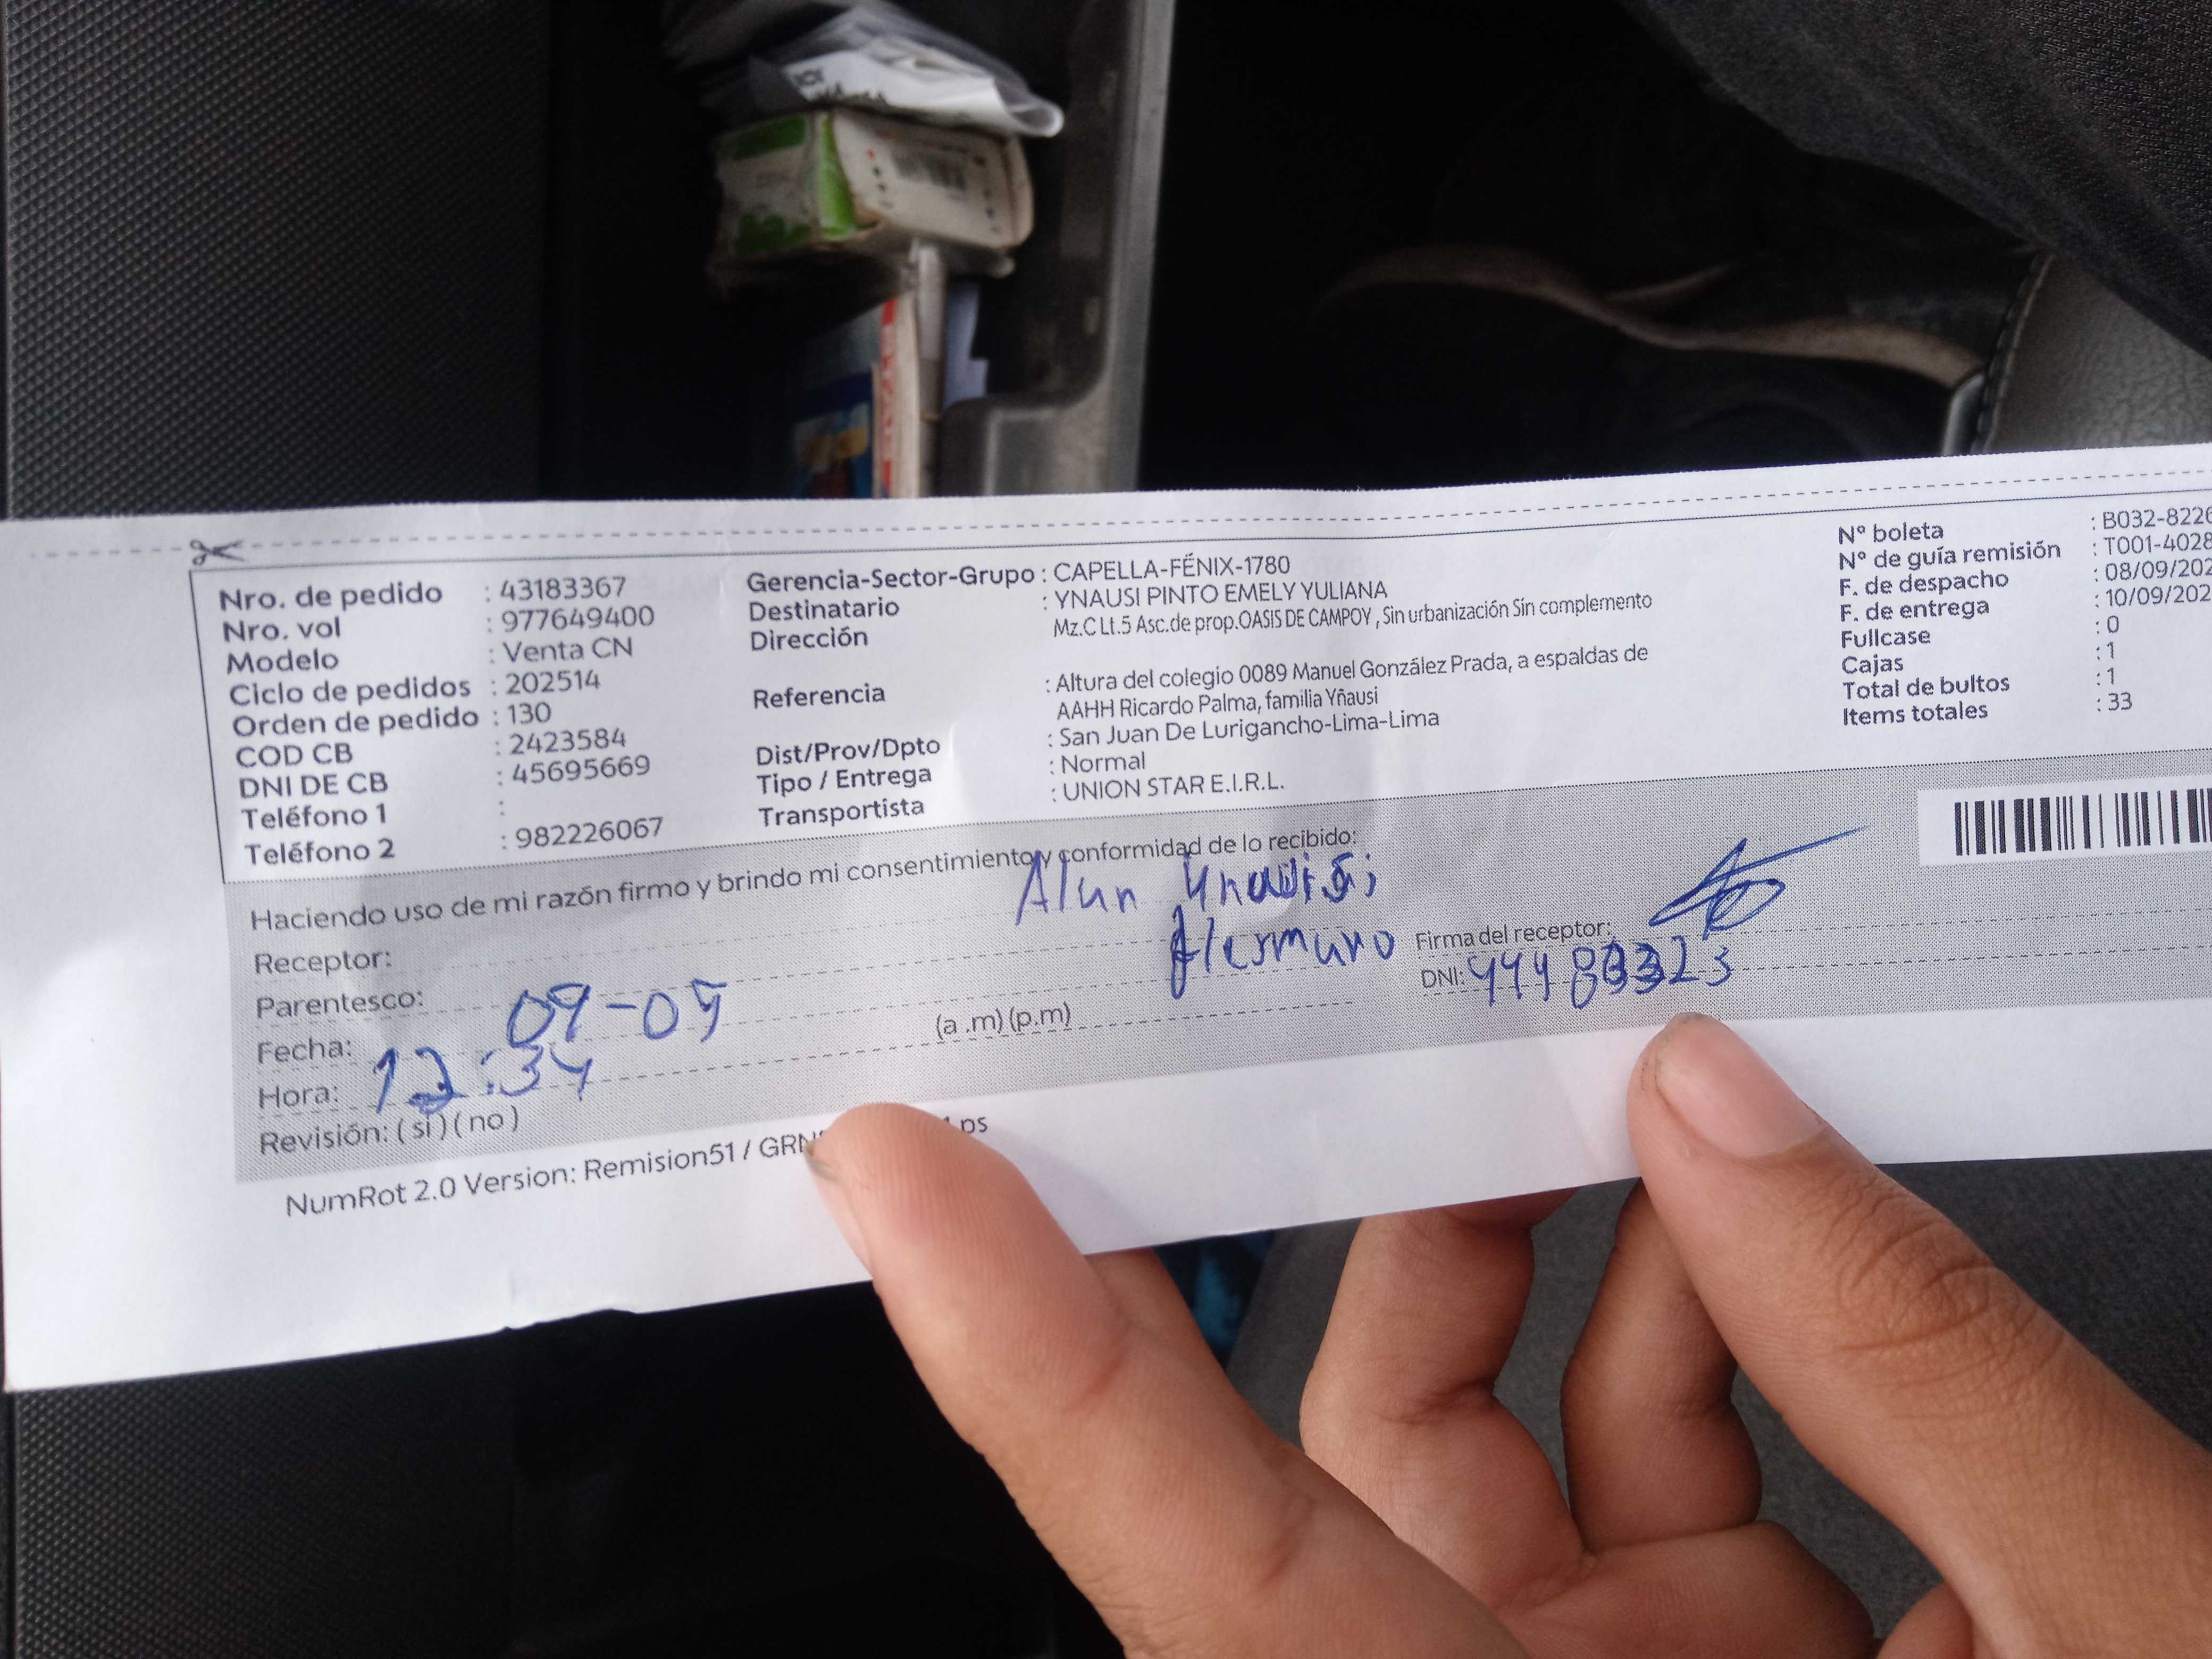 Nro. de pedido : 43183367
Nro. vol : 977649400
Modelo : Venta CN
Ciclo de pedidos : 202514
Orden de pedido : 130
COD CB : 2423584
DNI DE CB : 45695669
Teléfono 1 :
Teléfono 2 : 982226067
Gerencia-Sector-Grupo : CAPELLA-FÉNIX-1780
Destinatario : YNAUSI PINTO EMELY YULIANA
Dirección Mz.C Lt.5 Asc.de prop.OASIS DE CAMPOY , Sin urbanización Sin complemento
Referencia : Altura del colegio 0089 Manuel González Prada, a espaldas de
AAHH Ricardo Palma, familia Yñausi
Dist/Prov/Dpto : San Juan De Lurigancho-Lima-Lima
Tipo / Entrega : Normal
Transportista : UNION STAR E.I.R.L.
Nº boleta : B032-8226
Nº de guía remisión : T001-4028
F. de despacho : 08/09/202
F. de entrega : 10/09/202
Fullcase : 0
Cajas : 1
Total de bultos : 1
Items totales : 33
Haciendo uso de mi razón firmo y brindo mi consentimiento y conformidad de lo recibido:
Receptor: Alan Ynausi
Parentesco: Hermano
Fecha: 09-09
Hora: 12:34 (a .m) (p.m)
Revisión: ( si ) ( no )
Firma del receptor:
DNI:
NumRot 2.0 Version: Remision51 / GRN ps